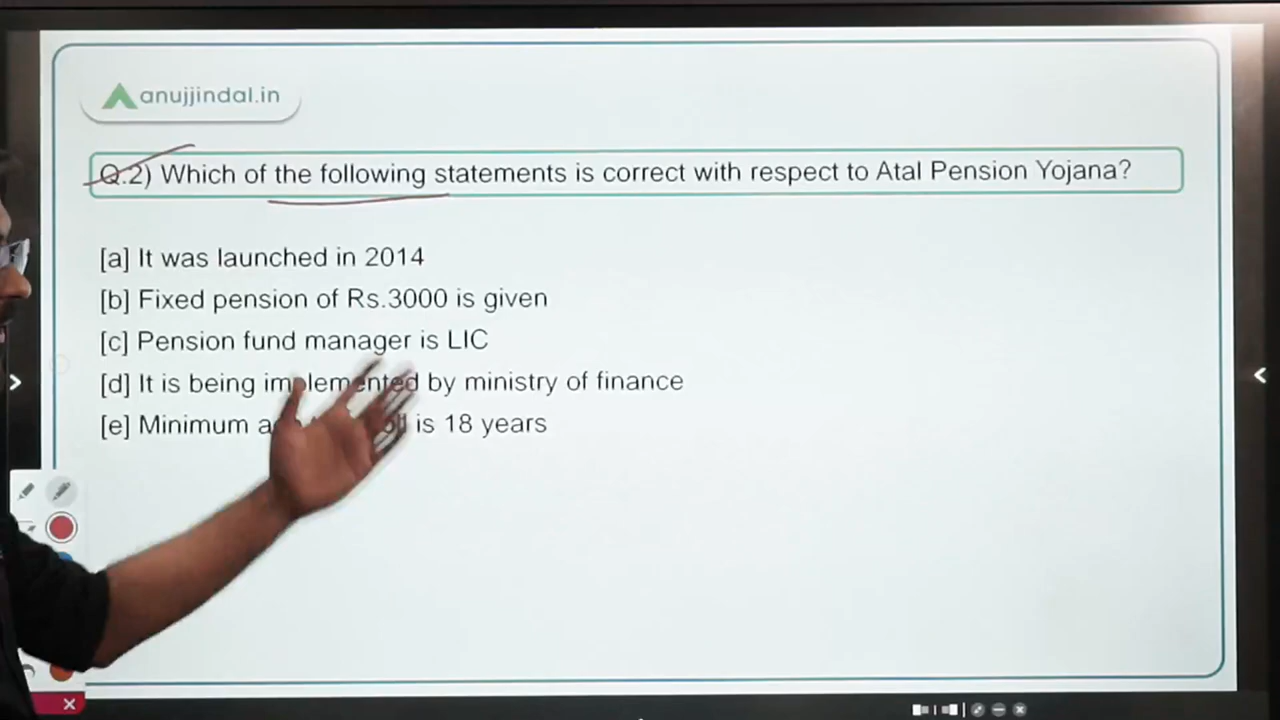 anujjindal.in
Q.2) Which of the following statements is correct with respect to Atal Pension Yojana?
[a] It was launched in 2014
[b] Fixed pension of Rs.3000 is given
[c] Pension fund manager is LIC
[d] It is being implemented by ministry of finance
[e] Minimum is 18 years